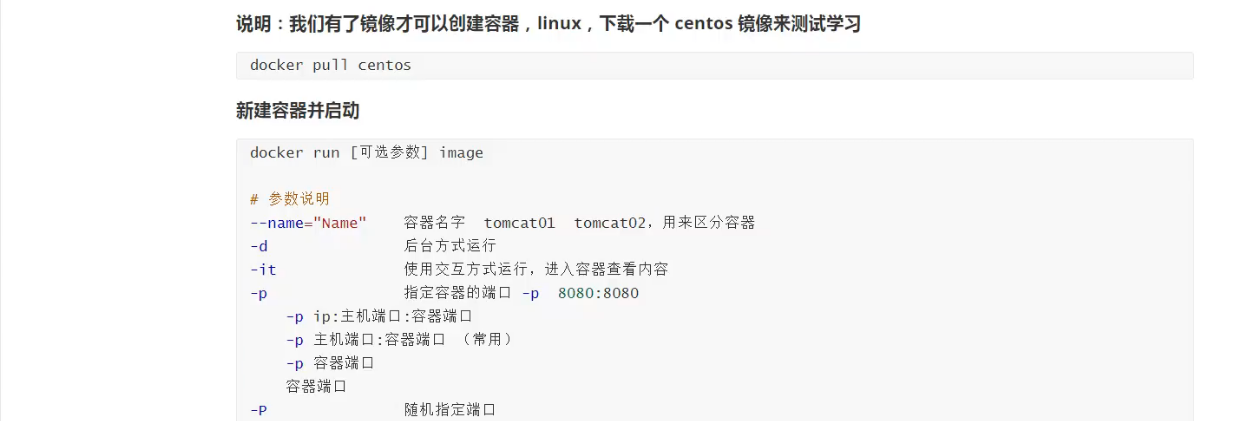 说明：我们有了镜像才可以创建容器，linux，下载一个 centos 镜像来测试学习
docker pull centos
新建容器并启动
docker run [可选参数] image
# 参数说明
--name="Name" 容器名字 tomcat01 tomcat02，用来区分容器
-d 后台方式运行
-it 使用交互方式运行，进入容器查看内容
-p 指定容器的端口 -p 8080:8080
-p ip:主机端口:容器端口
-p 主机端口:容器端口 （常用）
-p 容器端口
容器端口
-P 随机指定端口